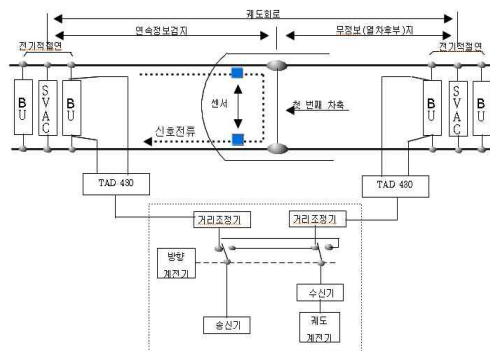 궤도회로
전기적절연
연속정보검지
무정보(열차후부)지
전기적절연
BU
SVAC
BU
센서
첫 번째 차축
BU
SVAC
BU
신호전류
TAD 430
TAD 430
거리조정기
거리조정기
방향
계전기
수신기
송신기
궤도
계전기